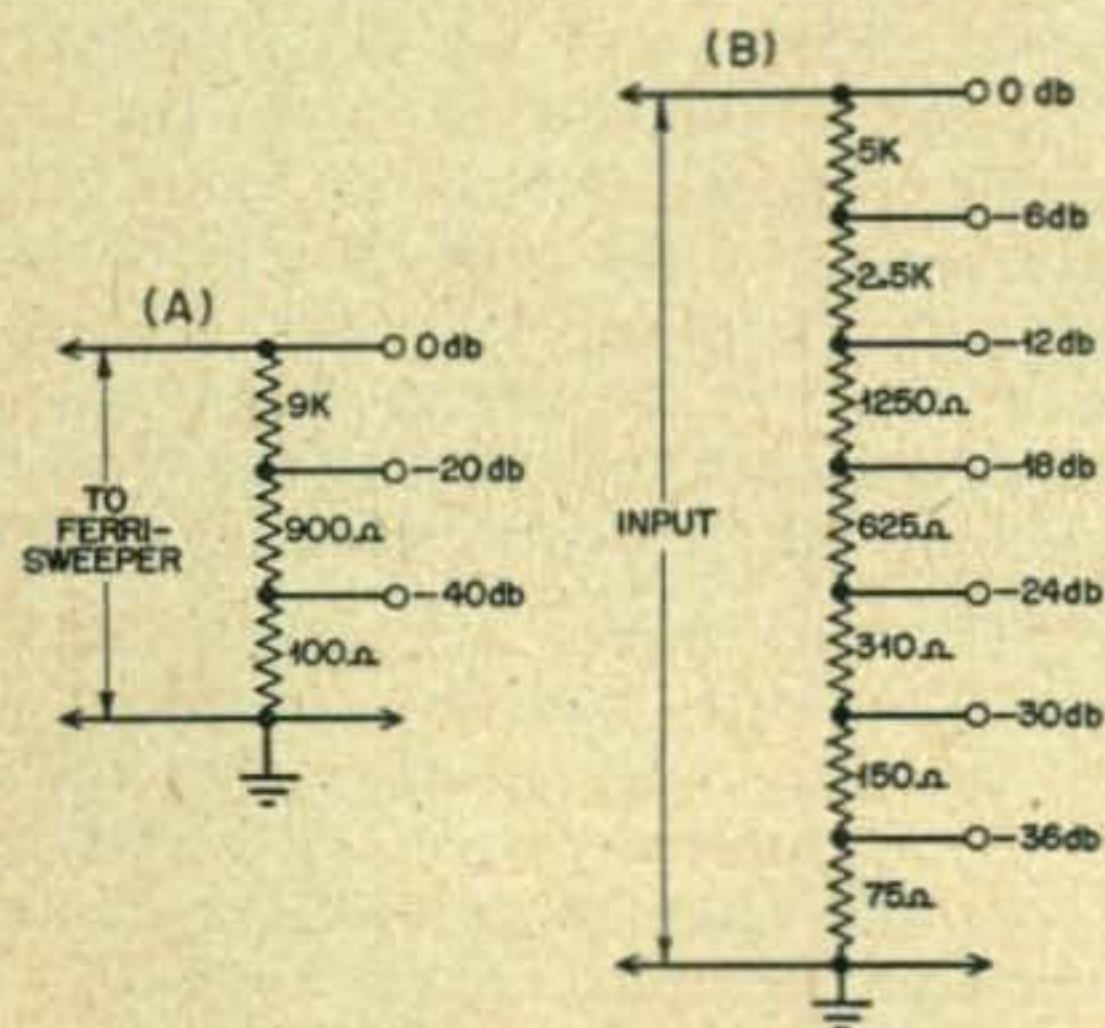 (A)
0 db
9K
-20 db
900Ω
-40db
100Ω
TO
FERRI-
SWEEPER
(B)
0 db
5K
-6db
2.5K
-12db
1250Ω
-18db
625Ω
-24db
310Ω
-30db
150Ω
-36db
75Ω
INPUT